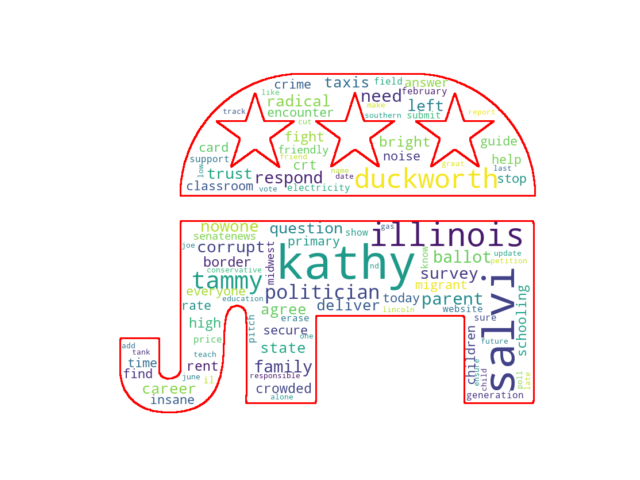 crime taxis field answer
like radical need february
track encounter make left
southern submit report
cut
fight bright guide
card friendly noise
crt
support friend great help
low trust respond name last
date duckworth stop
classroom vote electricity
nowone question gas illinois
senatenews show
joe corrupt primary know ballot update
border midwest kathy nd petition
conservative survey
tammy migrant
everyone politician today parent
education
rate agree deliver lincoln website salvi schooling
erase sure
high pitch secure one children
price state future
add teach
tank
time rent family ensure child poll late
find june il responsible
career crowded generation
insane alone